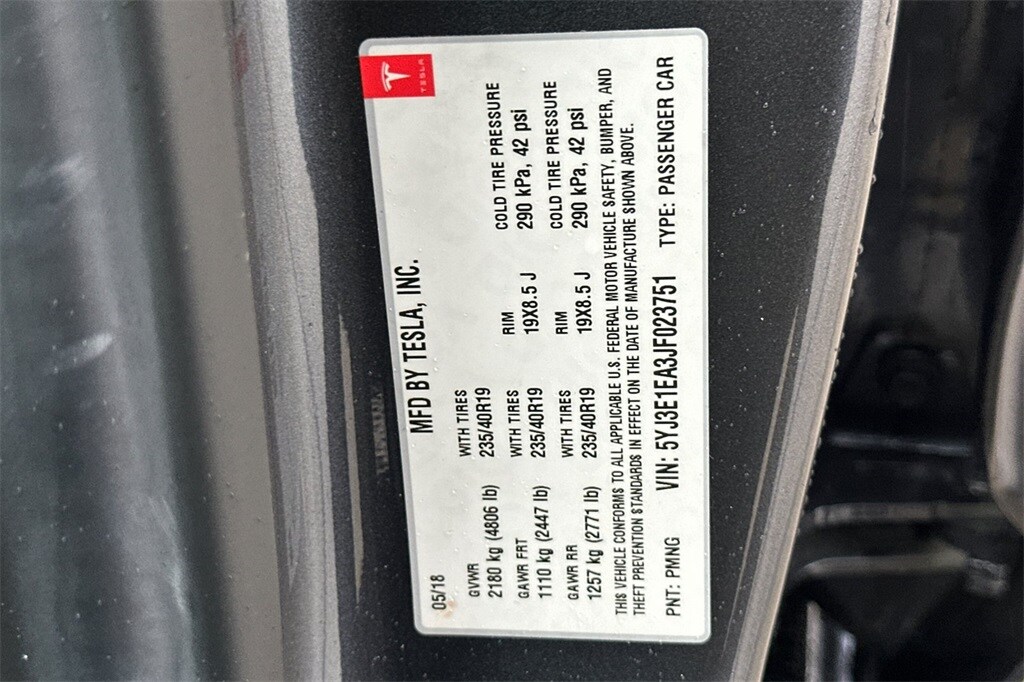 TESLA
MFD BY TESLA, INC.
05/18
GVWR WITH TIRES
2180 kg (4806 lb) 235/40R19
GAWR FRT WITH TIRES RIM COLD TIRE PRESSURE
1110 kg (2447 lb) 235/40R19 19X8.5 J 290 kPa, 42 psi
GAWR RR WITH TIRES RIM COLD TIRE PRESSURE
1257 kg (2771 lb) 235/40R19 19X8.5 J 290 kPa, 42 psi
THIS VEHICLE CONFORMS TO ALL APPLICABLE U.S. FEDERAL MOTOR VEHICLE SAFETY, BUMPER, AND
THEFT PREVENTION STANDARDS IN EFFECT ON THE DATE OF MANUFACTURE SHOWN ABOVE.
PNT: PMNG VIN: 5YJ3E1EA3JF023751 TYPE: PASSENGER CAR